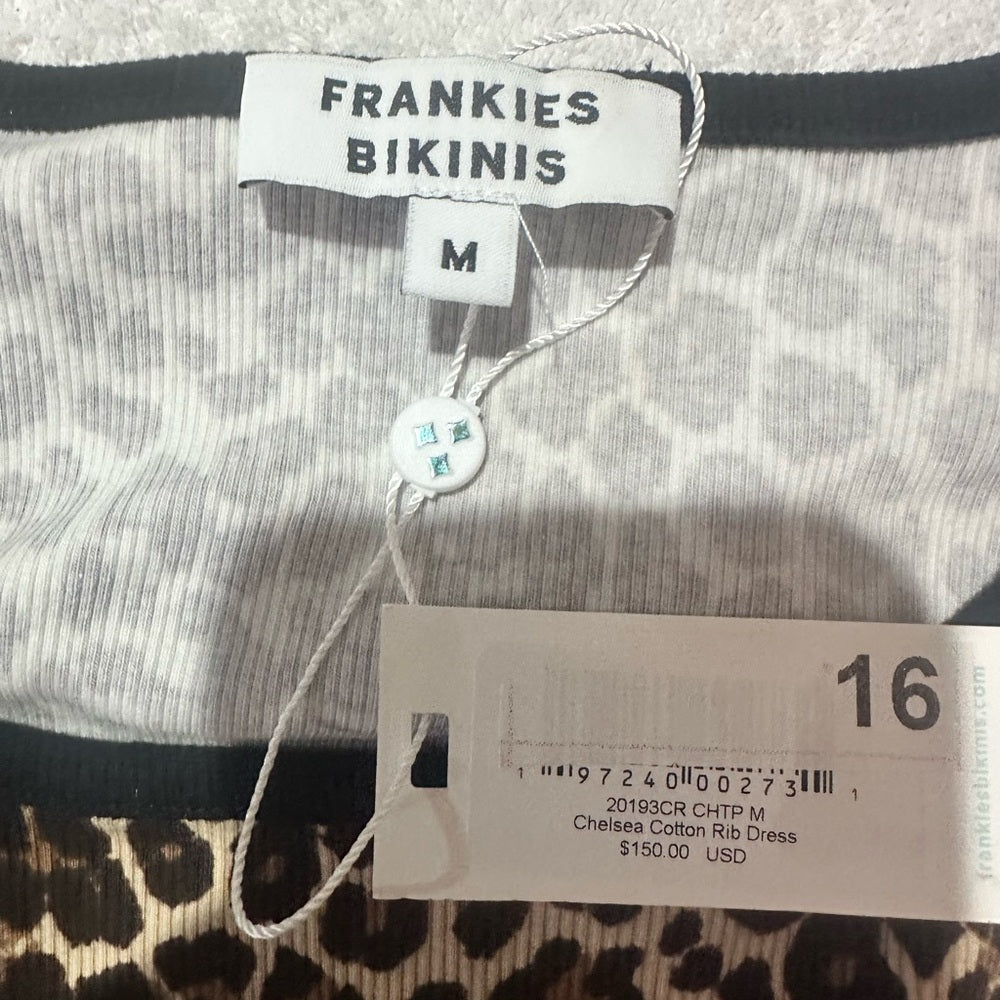 FRANKIES
BIKINIS
M
16
1 97240 00273 1
20193CR CHTP M
Chelsea Cotton Rib Dress
$150.00 USD
frankiesbikinis.com